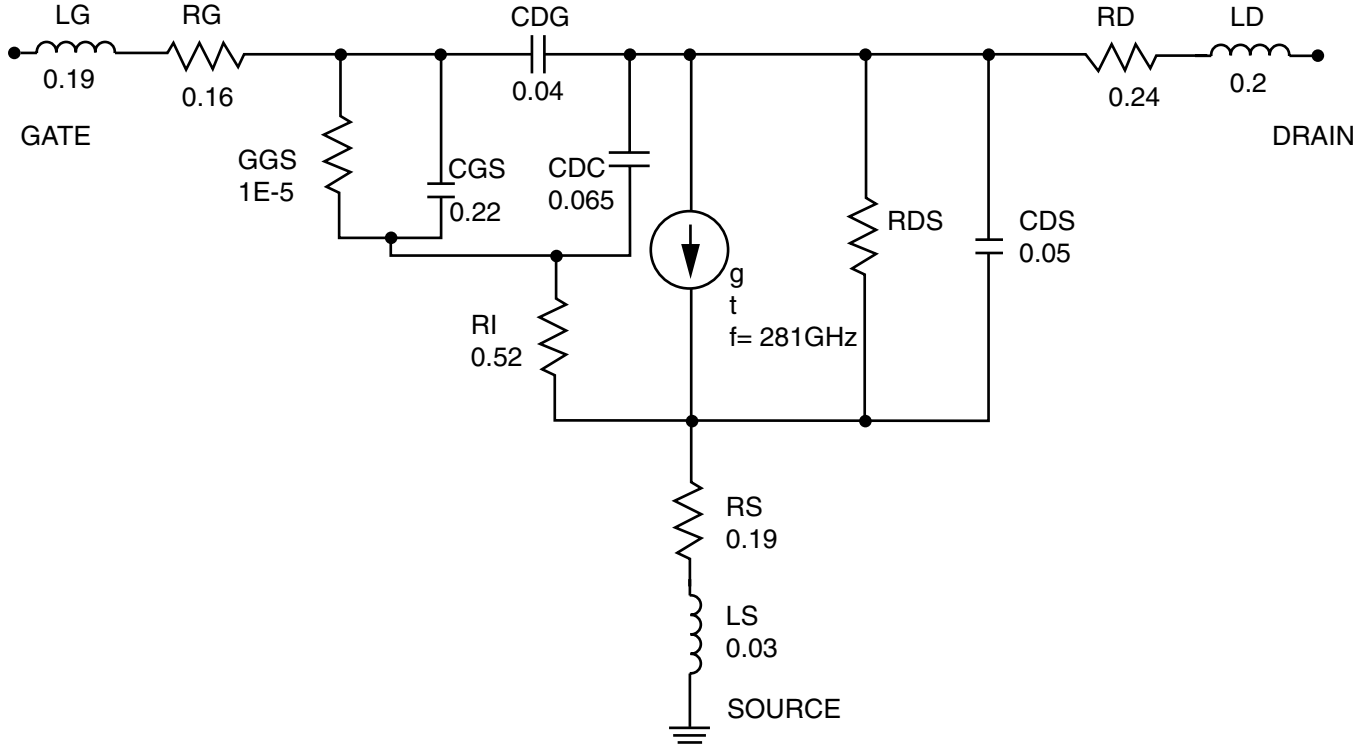 LG
RG
CDG
RD
LD
0.19
0.16
0.04
0.24
0.2
GATE
DRAIN
GGS
1E-5
CGS
0.22
CDC
0.065
RDS
CDS
0.05
g
t
f= 281GHz
RI
0.52
RS
0.19
LS
0.03
SOURCE